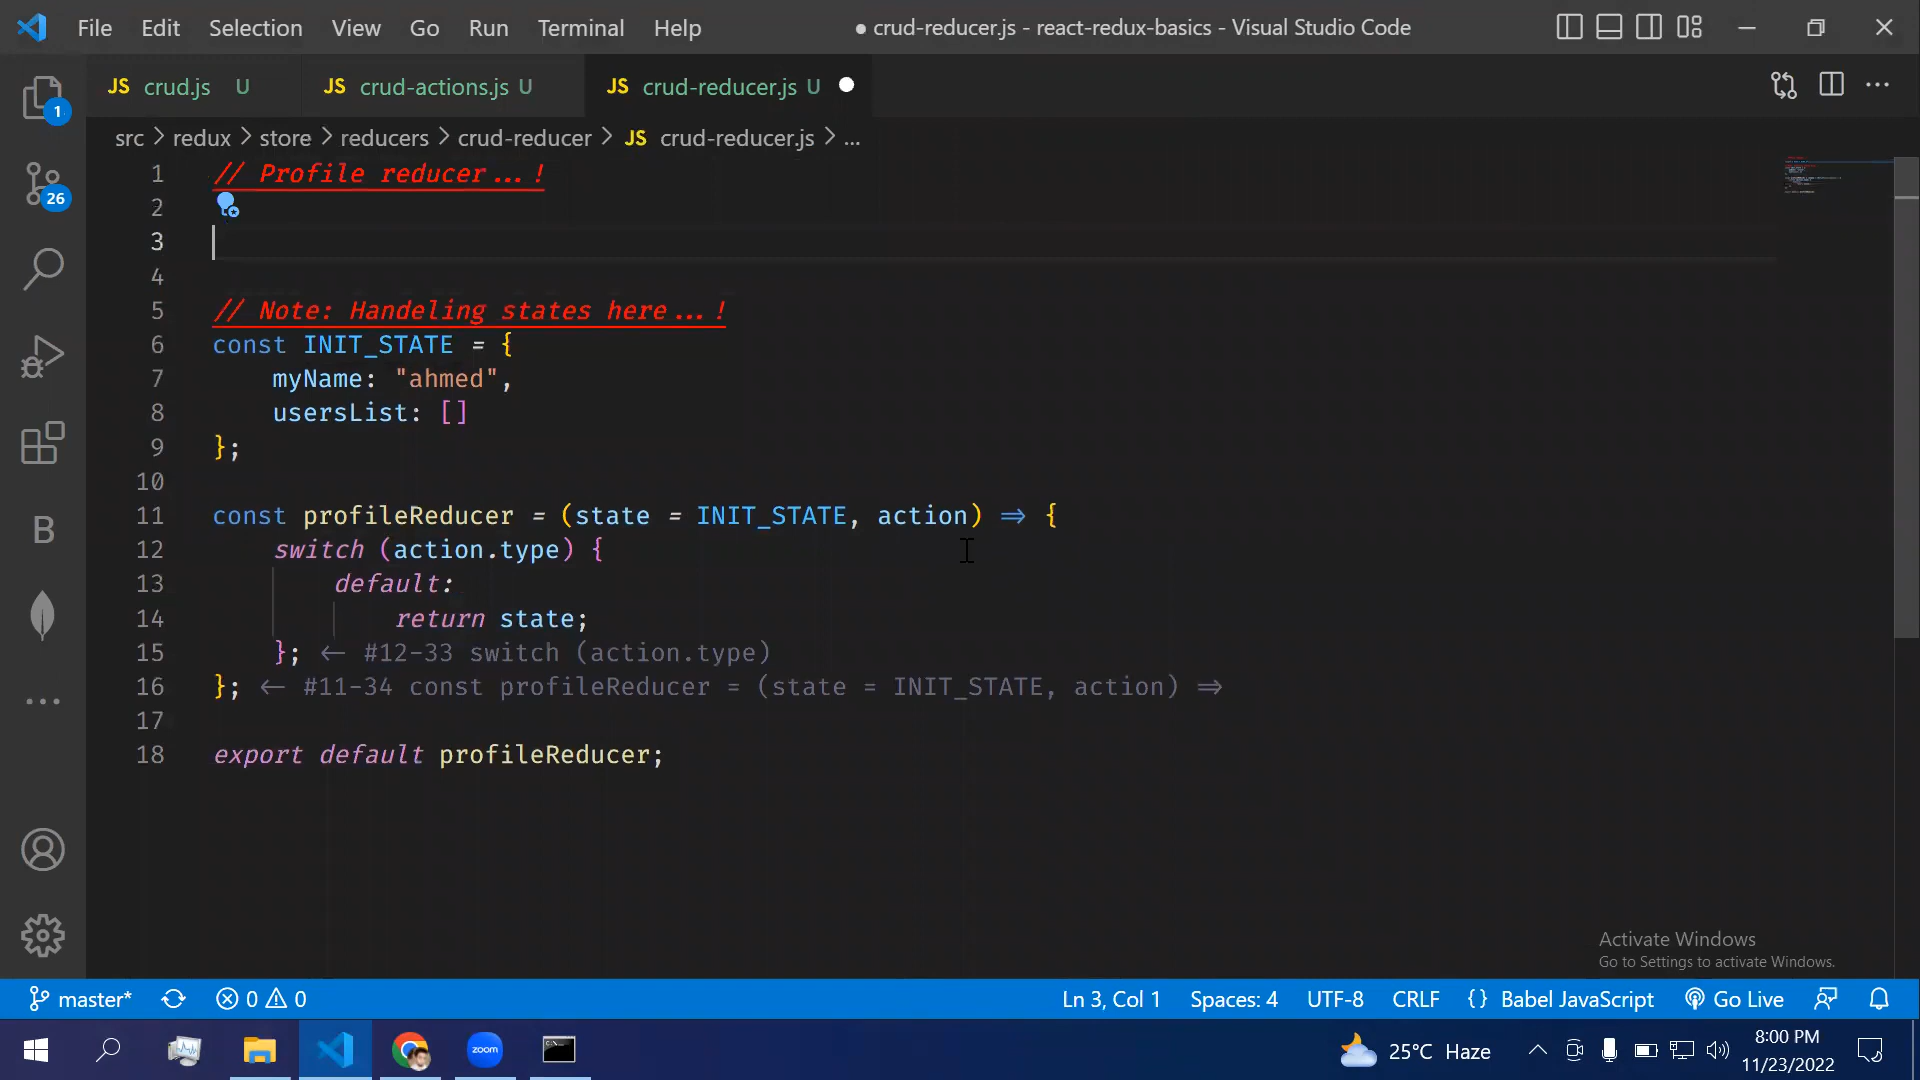 File Edit Selection View Go Run Terminal Help ● crud-reducer.js - react-redux-basics - Visual Studio Code
JS crud.js U JS crud-actions.js U JS crud-reducer.js U
src > redux > store > reducers > crud-reducer > JS crud-reducer.js > ...
1 // Profile reducer...!
2
3
4
5 // Note: Handeling states here...!
6 const INIT_STATE = {
7 myName: "ahmed",
8 usersList: []
9 };
10
11 const profileReducer = (state = INIT_STATE, action) => {
12 switch (action.type) {
13 default:
14 return state;
15 }; <- #12-33 switch (action.type)
16 }; <- #11-34 const profileReducer = (state = INIT_STATE, action) =>
17
18 export default profileReducer;
1
26
B
Activate Windows
Go to Settings to activate Windows.
master* 0 0 Ln 3, Col 1 Spaces: 4 UTF-8 CRLF {} Babel JavaScript Go Live
zoom 25°C Haze 8:00 PM
11/23/2022